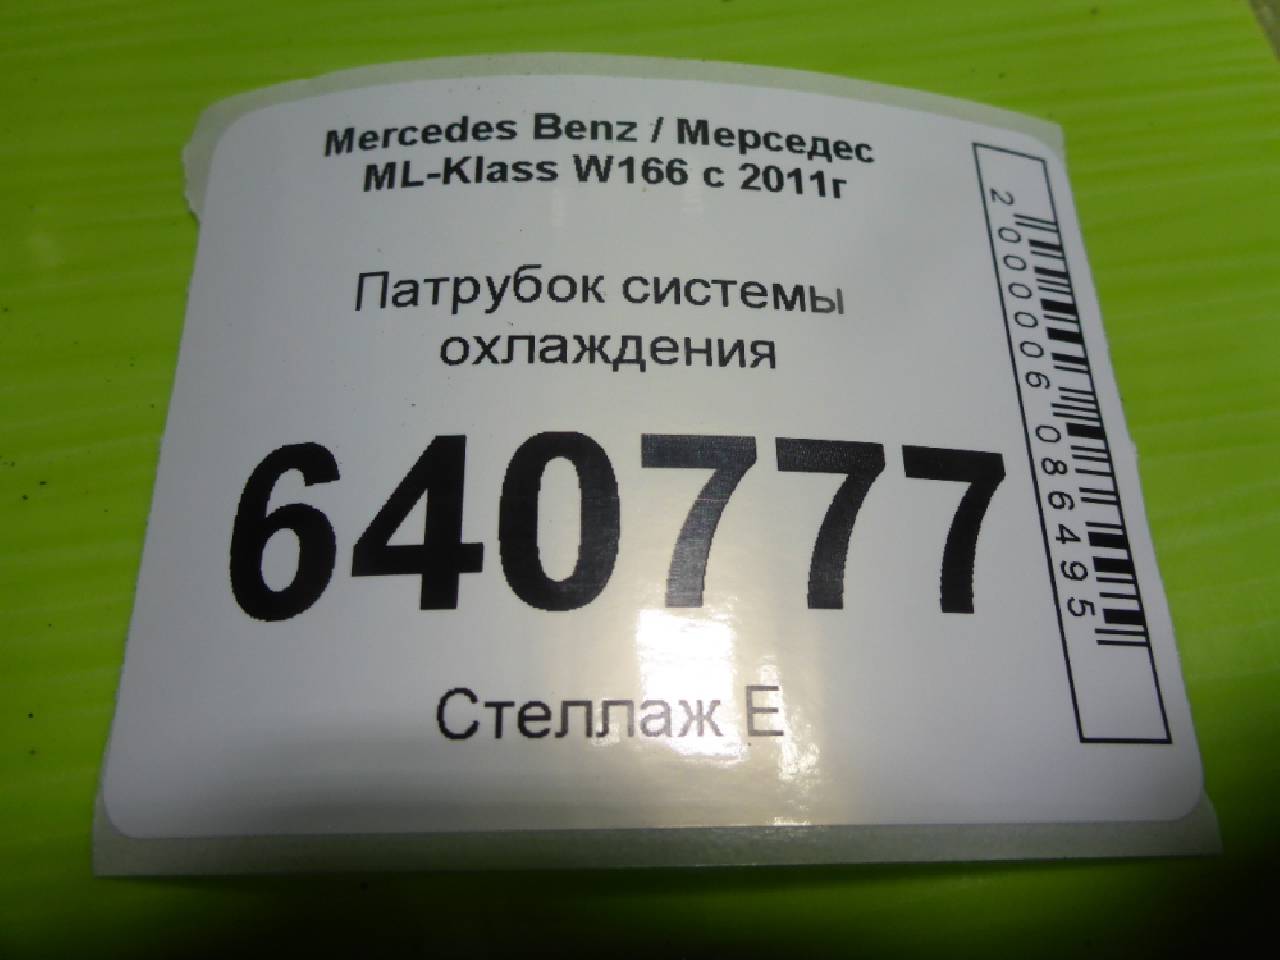 Mercedes Benz / Мерседес
ML-Klass W166 с 2011г
Патрубок системы
охлаждения
640777
Стеллаж Е
2000006086495